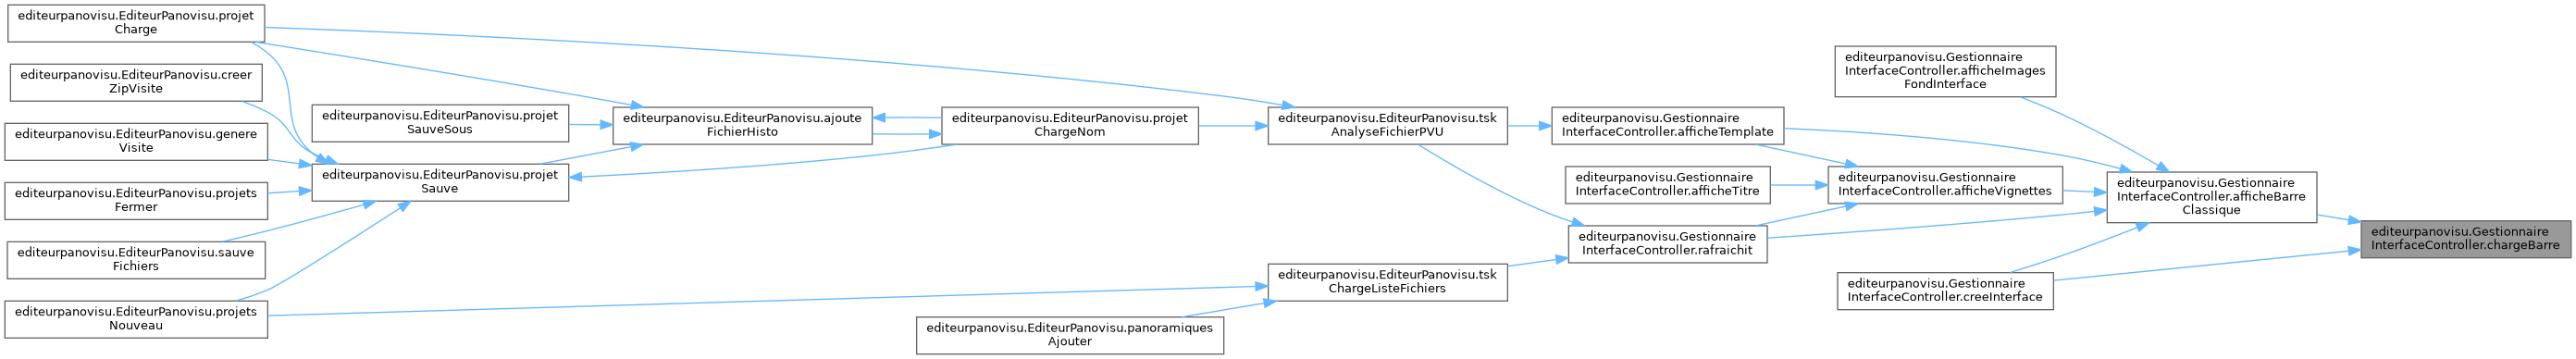 editeurpanovisu.EditeurPanovisu.projet
Charge
editeurpanovisu.EditeurPanovisu.creer
ZipVisite
editeurpanovisu.EditeurPanovisu.genere
Visite
editeurpanovisu.EditeurPanovisu.projets
Fermer
editeurpanovisu.EditeurPanovisu.sauve
Fichiers
editeurpanovisu.EditeurPanovisu.projets
Nouveau
editeurpanovisu.EditeurPanovisu.projet
SauveSous
editeurpanovisu.EditeurPanovisu.projet
Sauve
editeurpanovisu.EditeurPanovisu.ajoute
FichierHisto
editeurpanovisu.EditeurPanovisu.projet
ChargeNom
editeurpanovisu.EditeurPanovisu.panoramiques
Ajouter
editeurpanovisu.EditeurPanovisu.tsk
AnalyseFichierPVU
editeurpanovisu.EditeurPanovisu.tsk
ChargeListeFichiers
editeurpanovisu.Gestionnaire
InterfaceController.afficheTemplate
editeurpanovisu.Gestionnaire
InterfaceController.afficheTitre
editeurpanovisu.Gestionnaire
InterfaceController.rafraichit
editeurpanovisu.Gestionnaire
InterfaceController.afficheImages
FondInterface
editeurpanovisu.Gestionnaire
InterfaceController.afficheVignettes
editeurpanovisu.Gestionnaire
InterfaceController.creeInterface
editeurpanovisu.Gestionnaire
InterfaceController.afficheBarre
Classique
editeurpanovisu.Gestionnaire
InterfaceController.chargeBarre